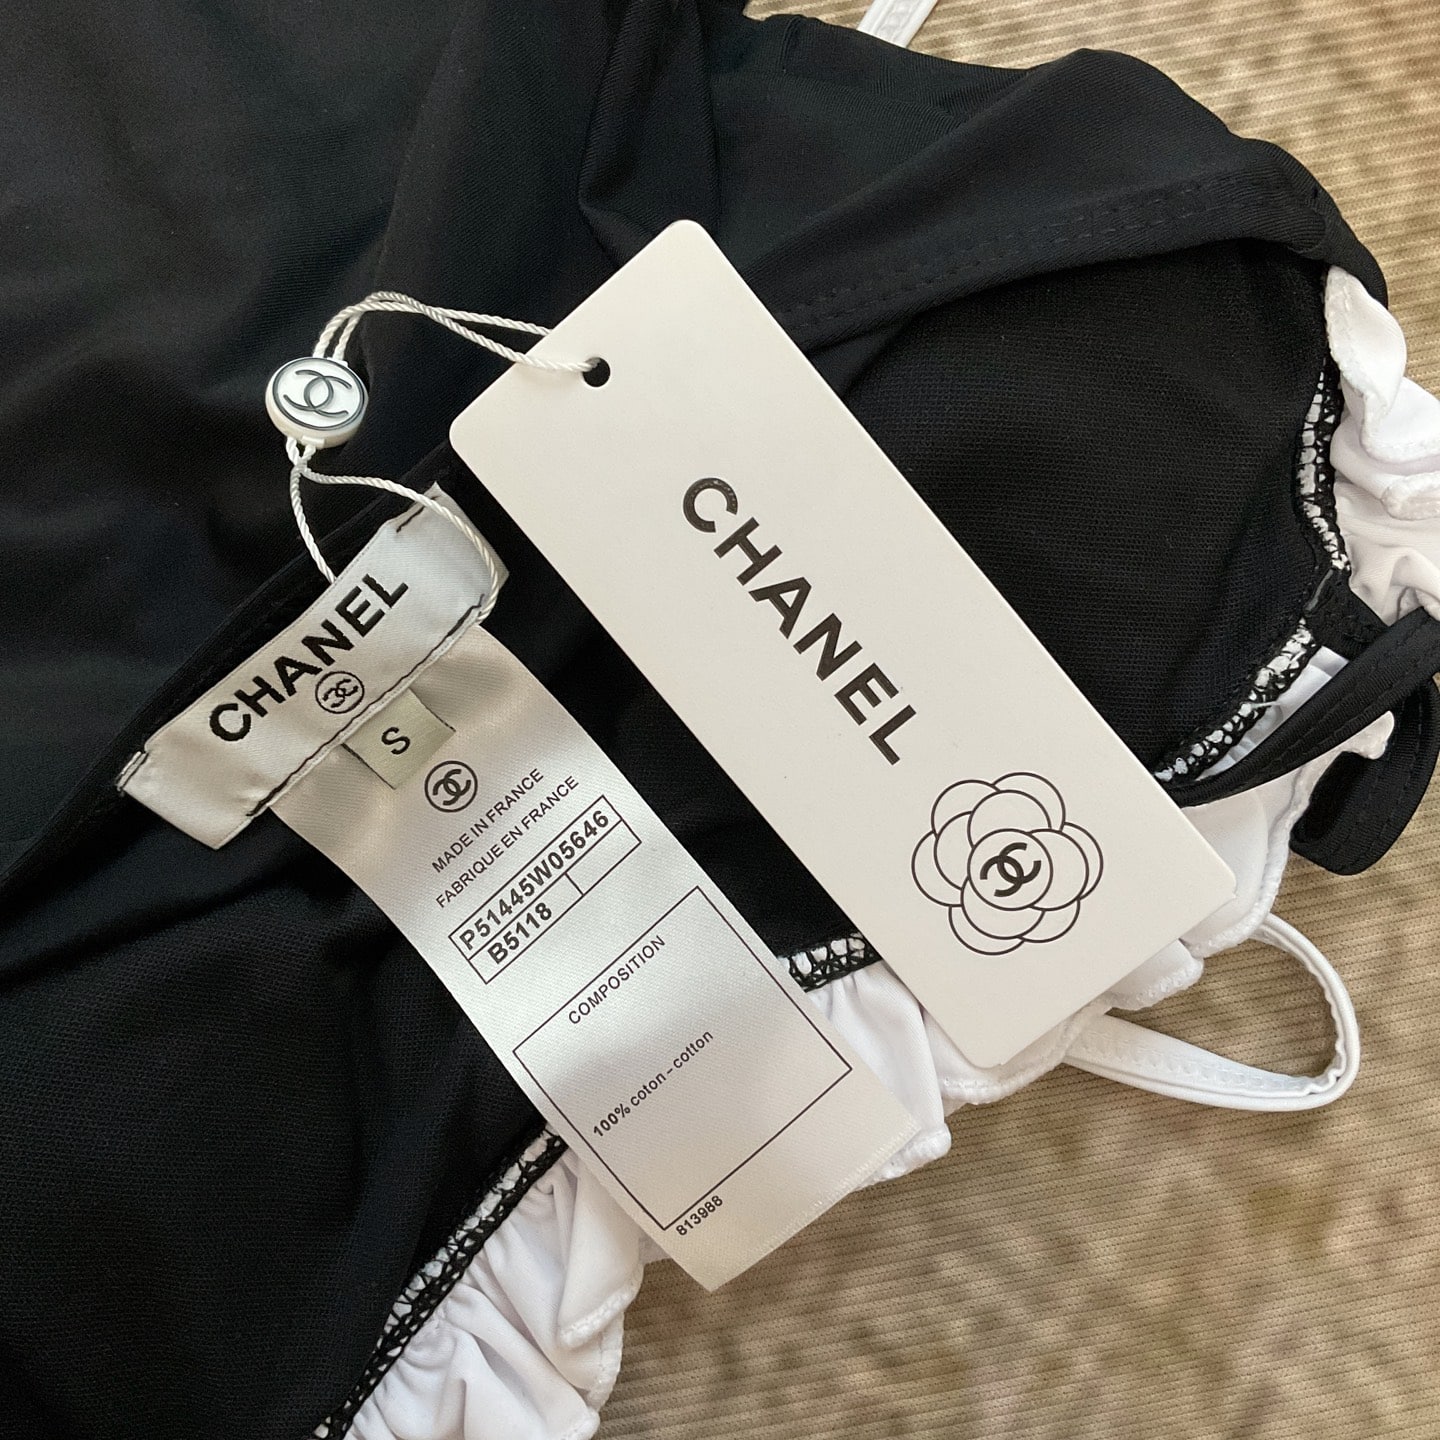 CHANEL
CHANEL
S
MADE IN FRANCE
FABRIQUE EN FRANCE
P51445W05646
B5118
COMPOSITION
100% coton - cotton
813988